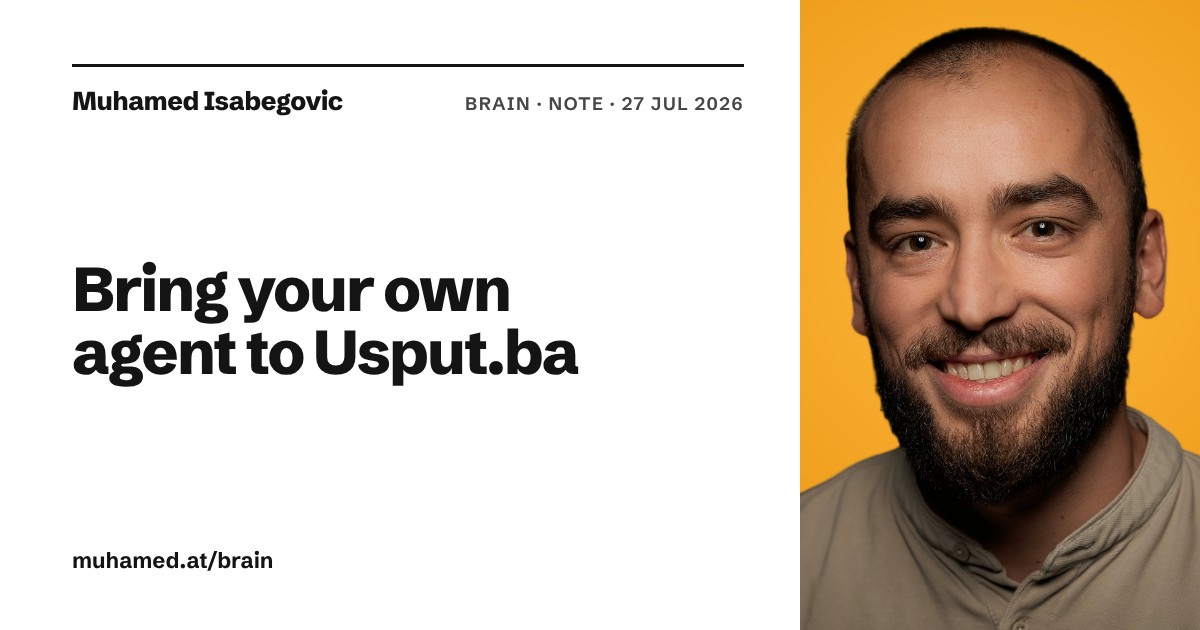 Muhamed Isabegovic
BRAIN · NOTE · 27 JUL 2026
Bring your own
agent to Usput.ba
muhamed.at/brain